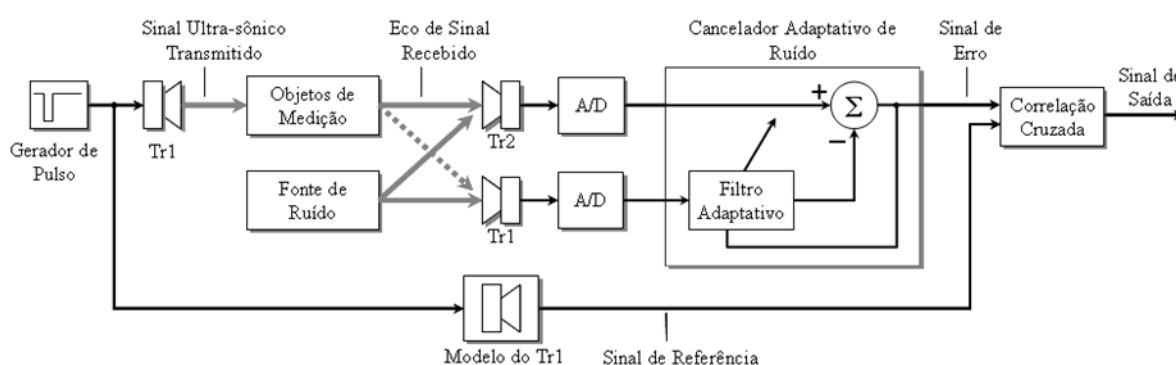 Sinal Ultra-sônico
Transmitido
Eco de Sinal
Recebido
Cancelador Adaptativo de
Ruído
Sinal de
Erro
Sinal de
Saída
Gerador de
Pulso
Tr1
Objetos de
Medição
Tr2
A/D
+
Σ
−
Correlação
Cruzada
Fonte de
Ruído
Tr1
A/D
Filtro
Adaptativo
Modelo do Tr1
Sinal de Referência